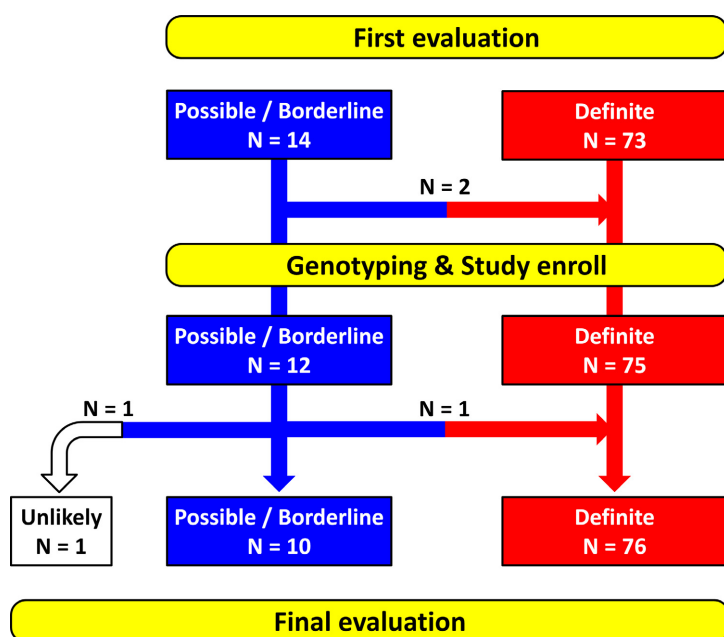 First evaluation
Possible / Borderline
N = 14
Definite
N = 73
N = 2
Genotyping & Study enroll
Possible / Borderline
N = 12
Definite
N = 75
N = 1
N = 1
Unlikely
N = 1
Possible / Borderline
N = 10
Definite
N = 76
Final evaluation